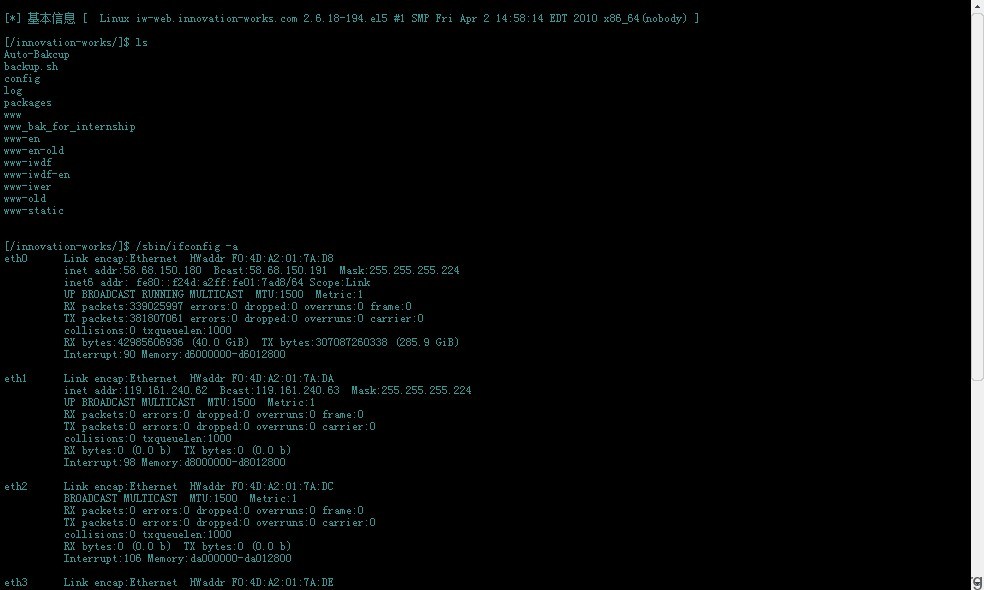 [*] 基本信息 [  Linux iw-web.innovation-works.com 2.6.18-194.el5 #1 SMP Fri Apr 2 14:58:14 EDT 2010 x86_64(nobody) ]
[/innovation-works/]$ ls
Auto-Bakcup
backup.sh
config
log
packages
www
www_bak_for_internship
www-en
www-en-old
www-iwdf
www-iwdf-en
www-iwer
www-old
www-static
[/innovation-works/]$ /sbin/ifconfig -a
eth0      Link encap:Ethernet  HWaddr F0:4D:A2:01:7A:D8
inet addr:58.68.150.180  Bcast:58.68.150.191  Mask:255.255.255.224
inet6 addr: fe80::f24d:a2ff:fe01:7ad8/64 Scope:Link
UP BROADCAST RUNNING MULTICAST  MTU:1500  Metric:1
RX packets:339025997 errors:0 dropped:0 overruns:0 frame:0
TX packets:381807061 errors:0 dropped:0 overruns:0 carrier:0
collisions:0 txqueuelen:1000
RX bytes:42985606936 (40.0 GiB)  TX bytes:307087260338 (285.9 GiB)
Interrupt:90 Memory:d6000000-d6012800
eth1      Link encap:Ethernet  HWaddr F0:4D:A2:01:7A:DA
inet addr:119.161.240.62  Bcast:119.161.240.63  Mask:255.255.255.224
UP BROADCAST MULTICAST  MTU:1500  Metric:1
RX packets:0 errors:0 dropped:0 overruns:0 frame:0
TX packets:0 errors:0 dropped:0 overruns:0 carrier:0
collisions:0 txqueuelen:1000
RX bytes:0 (0.0 b)  TX bytes:0 (0.0 b)
Interrupt:98 Memory:d8000000-d8012800
eth2      Link encap:Ethernet  HWaddr F0:4D:A2:01:7A:DC
BROADCAST MULTICAST  MTU:1500  Metric:1
RX packets:0 errors:0 dropped:0 overruns:0 frame:0
TX packets:0 errors:0 dropped:0 overruns:0 carrier:0
collisions:0 txqueuelen:1000
RX bytes:0 (0.0 b)  TX bytes:0 (0.0 b)
Interrupt:106 Memory:da000000-da012800
eth3      Link encap:Ethernet  HWaddr F0:4D:A2:01:7A:DE